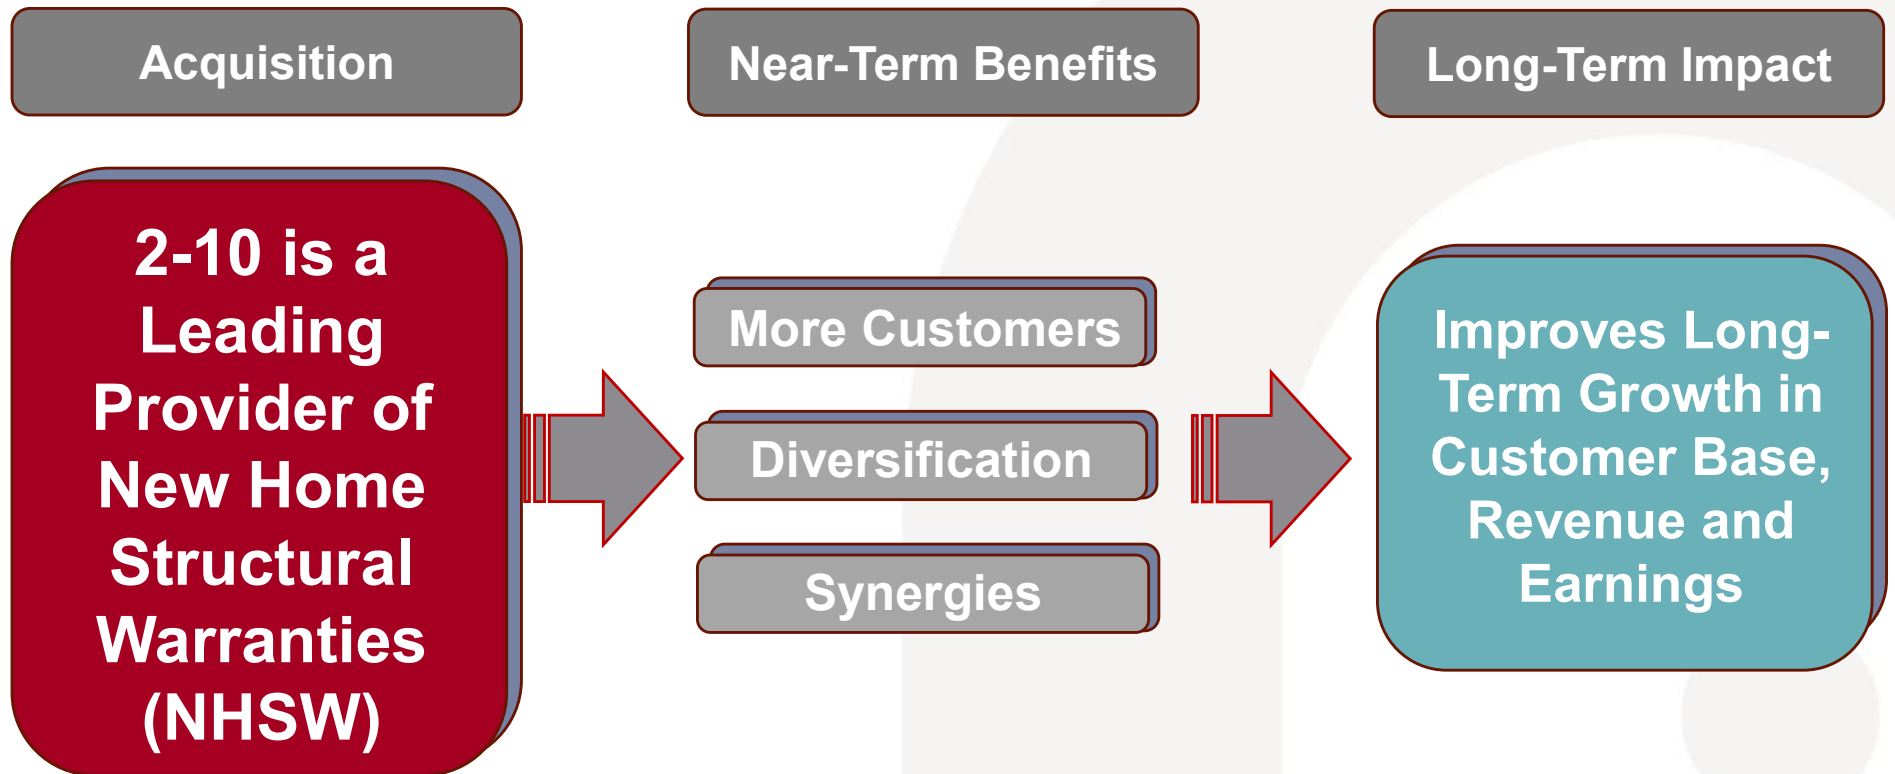 Acquisition
Near-Term Benefits
Long-Term Impact
2-10 is a
Leading
Provider of
New Home
Structural
Warranties
(NHSW)
More Customers
Diversification
Synergies
Improves Long-
Term Growth in
Customer Base,
Revenue and
Earnings